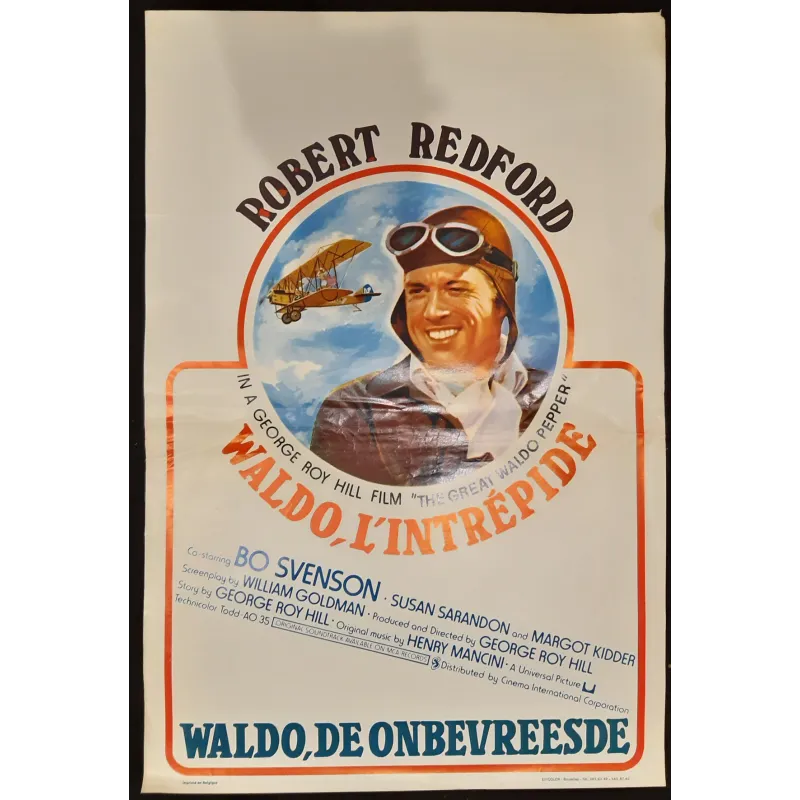 ROBERT REDFORD
IN A GEORGE ROY HILL FILM "THE GREAT WALDO PEPPER"
WALDO, L'INTRÉPIDE
Co-starring BO SVENSON · SUSAN SARANDON and MARGOT KIDDER
Screenplay by WILLIAM GOLDMAN · Produced and Directed by GEORGE ROY HILL
Story by GEORGE ROY HILL · Original music by HENRY MANCINI · A Universal Picture
Technicolor Todd-AO 35 ORIGINAL SOUNDTRACK AVAILABLE ON MCA RECORDS Distributed by Cinema International Corporation
WALDO, DE ONBEVREESDE